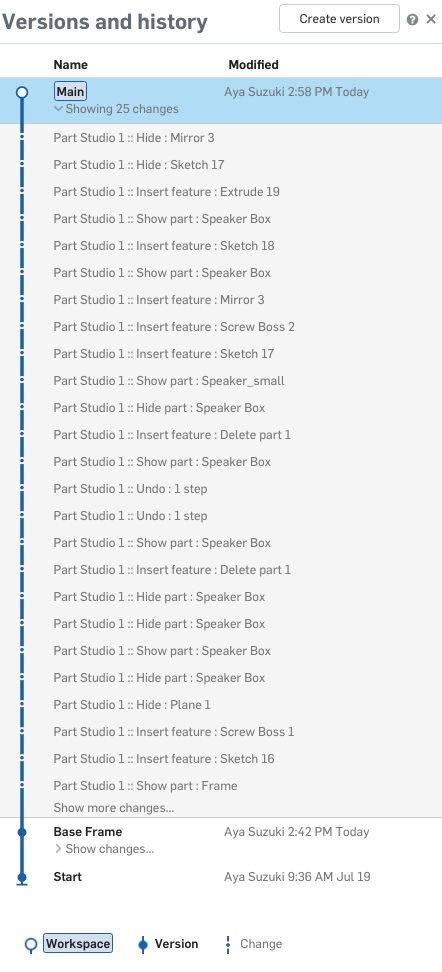 Versions and history
Create version
Name Modified
Main Aya Suzuki 2:58 PM Today
Showing 25 changes
Part Studio 1 :: Hide : Mirror 3
Part Studio 1 :: Hide : Sketch 17
Part Studio 1 :: Insert feature : Extrude 19
Part Studio 1 :: Show part : Speaker Box
Part Studio 1 :: Insert feature : Sketch 18
Part Studio 1 :: Show part : Speaker Box
Part Studio 1 :: Insert feature : Mirror 3
Part Studio 1 :: Insert feature : Screw Boss 2
Part Studio 1 :: Insert feature : Sketch 17
Part Studio 1 :: Show part : Speaker_small
Part Studio 1 :: Hide part : Speaker Box
Part Studio 1 :: Insert feature : Delete part 1
Part Studio 1 :: Show part : Speaker Box
Part Studio 1 :: Undo : 1 step
Part Studio 1 :: Undo : 1 step
Part Studio 1 :: Show part : Speaker Box
Part Studio 1 :: Insert feature : Delete part 1
Part Studio 1 :: Hide part : Speaker Box
Part Studio 1 :: Hide part : Speaker Box
Part Studio 1 :: Show part : Speaker Box
Part Studio 1 :: Hide part : Speaker Box
Part Studio 1 :: Hide : Plane 1
Part Studio 1 :: Insert feature : Screw Boss 1
Part Studio 1 :: Insert feature : Sketch 16
Part Studio 1 :: Show part : Frame
Show more changes...
Base Frame Aya Suzuki 2:42 PM Today
Show changes...
Start Aya Suzuki 9:36 AM Jul 19
Workspace Version Change